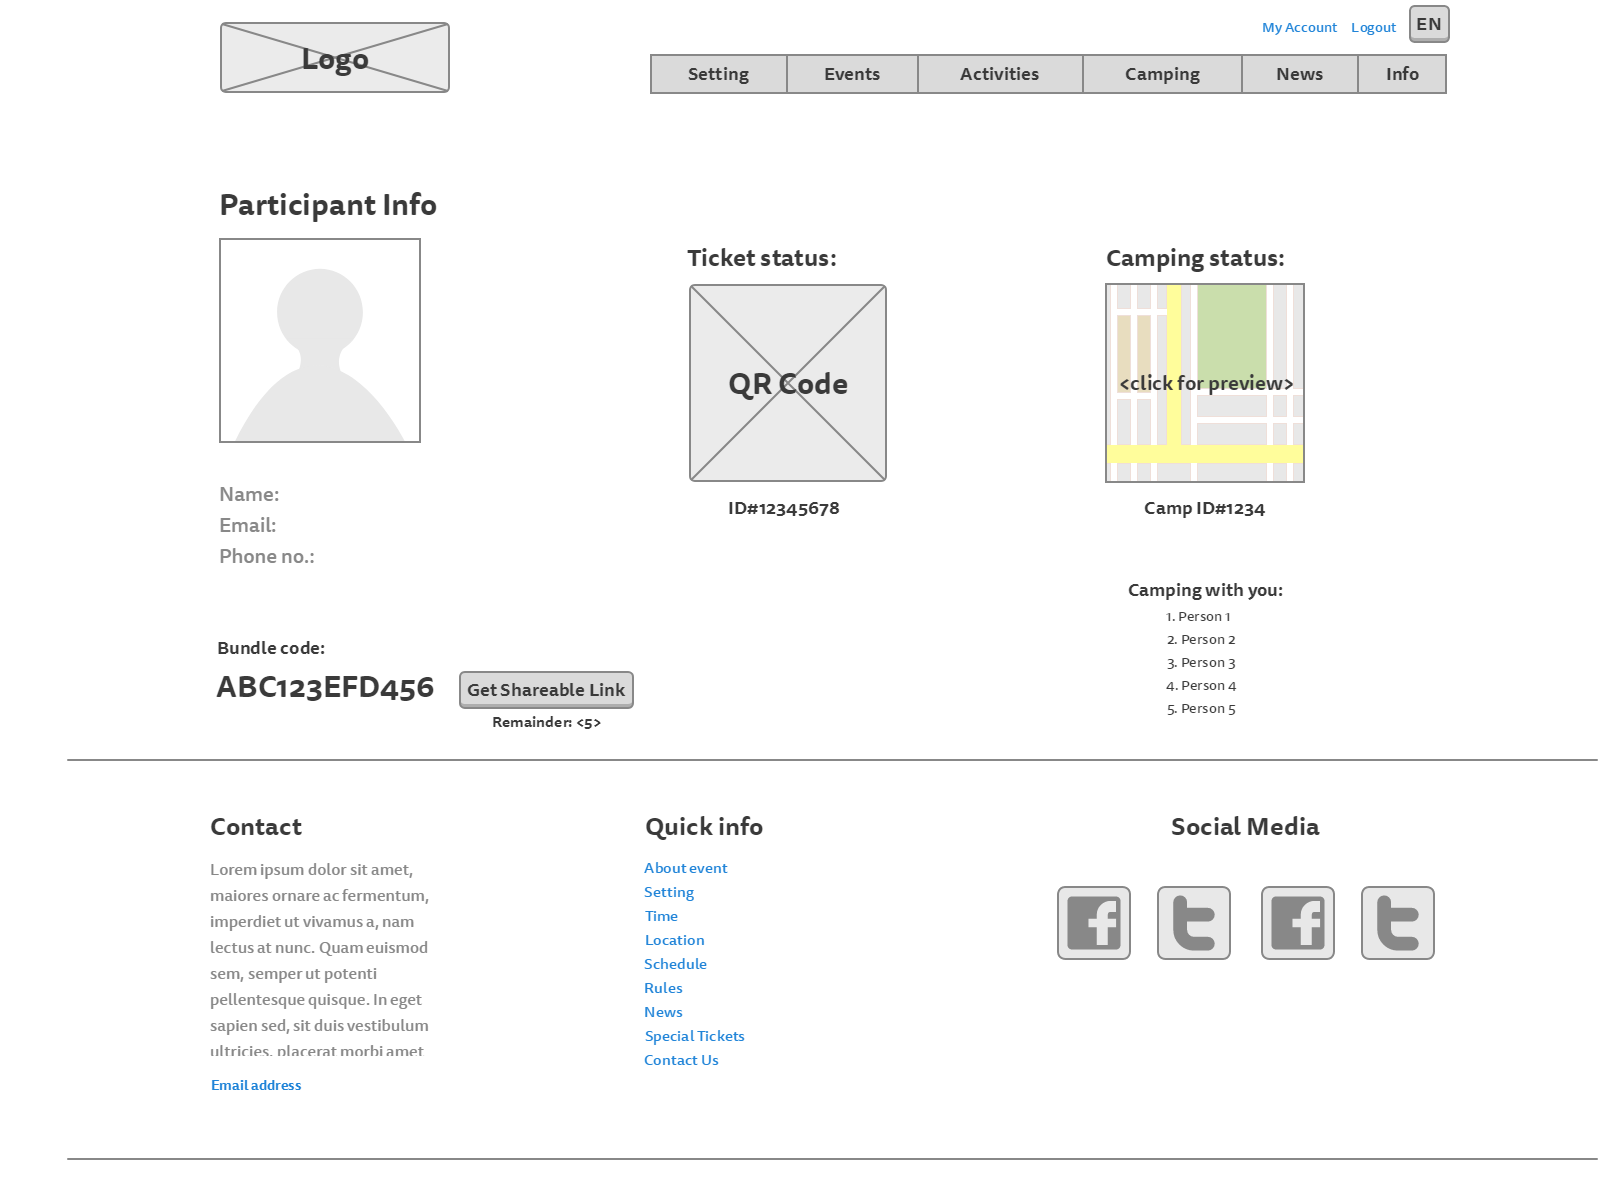 Logo
My Account Logout EN
Setting Events Activities Camping News Info
Participant Info
Ticket status:
Camping status:
QR Code
<click for preview>
Name:
Email:
Phone no.:
ID#12345678
Camp ID#1234
Camping with you:
1. Person 1
2. Person 2
3. Person 3
4. Person 4
5. Person 5
Bundle code:
ABC123EFD456
Get Shareable Link
Remainder: <5>
Contact
Lorem ipsum dolor sit amet,
maiores ornare ac fermentum,
imperdiet ut vivamus a, nam
lectus at nunc. Quam euismod
sem, semper ut potenti
pellentesque quisque. In eget
sapien sed, sit duis vestibulum
ultricies, placerat morbi amet
Email address
Quick info
About event
Setting
Time
Location
Schedule
Rules
News
Special Tickets
Contact Us
Social Media